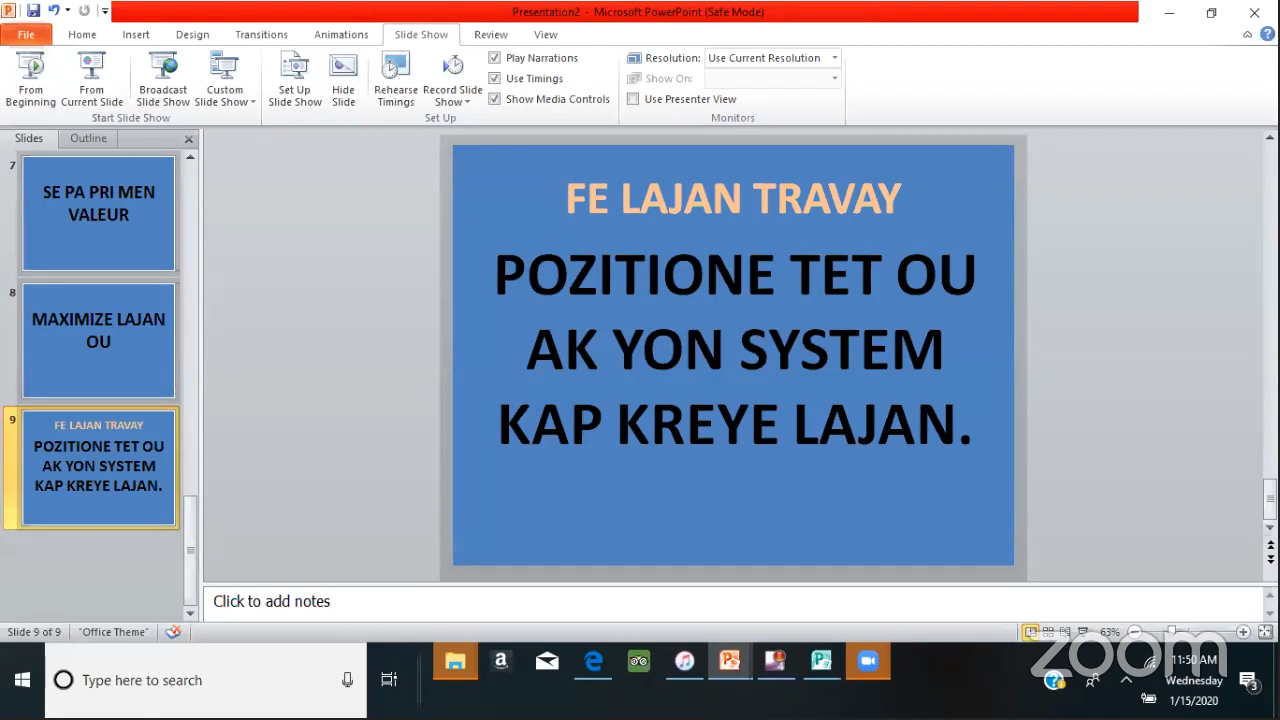 Presentation2 - Microsoft PowerPoint (Safe Mode)
File Home Insert Design Transitions Animations Slide Show Review View
From Beginning
From Current Slide
Broadcast Slide Show
Custom Slide Show
Start Slide Show
Set Up Slide Show
Hide Slide
Rehearse Timings
Record Slide Show
Play Narrations
Use Timings
Show Media Controls
Set Up
Resolution: Use Current Resolution
Show On:
Use Presenter View
Monitors
Slides Outline
7
SE PA PRI MEN
VALEUR
8
MAXIMIZE LAJAN
OU
9
FE LAJAN TRAVAY
POZITIONE TET OU
AK YON SYSTEM
KAP KREYE LAJAN.
FE LAJAN TRAVAY
POZITIONE TET OU
AK YON SYSTEM
KAP KREYE LAJAN.
Click to add notes
Slide 9 of 9 "Office Theme" 63%
zoom
Type here to search
11:50 AM
Wednesday
1/15/2020
3